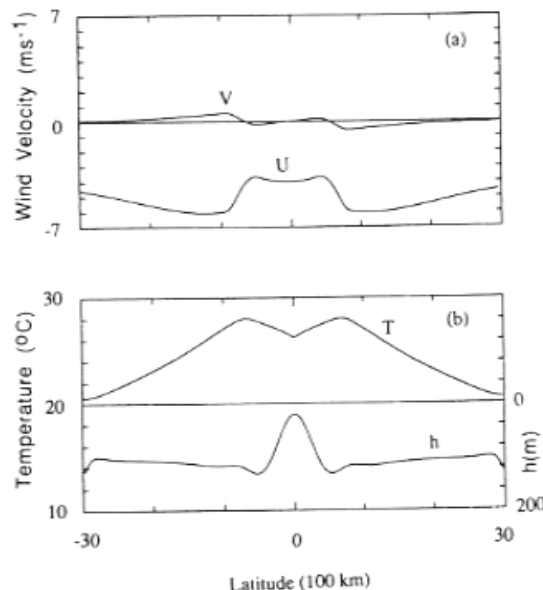 7
(a)
Wind Velocity (ms⁻¹)
V
0
U
-7
30
(b)
Temperature (°C)
T
20
0
h
h(m)
10
200
-30
0
30
Latitude (100 km)